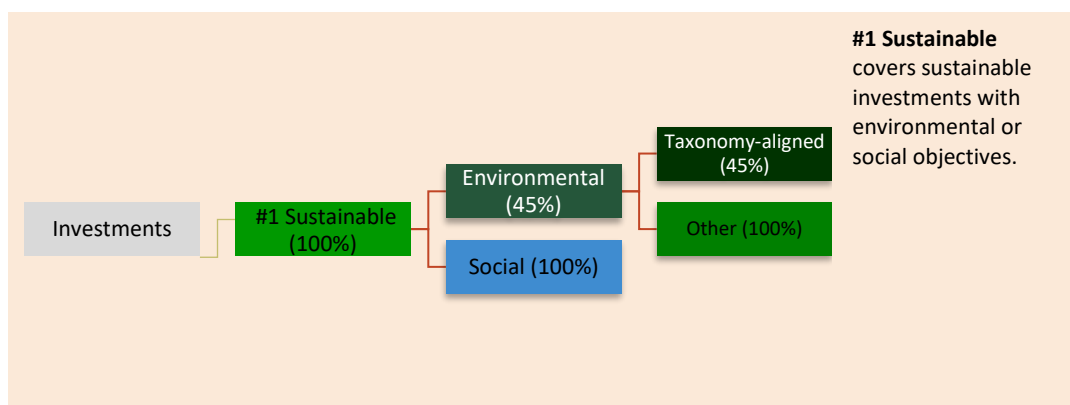 #1 Sustainable
covers sustainable
investments with
environmental or
social objectives.
Investments
#1 Sustainable
(100%)
Environmental
(45%)
Social (100%)
Taxonomy-aligned
(45%)
Other (100%)